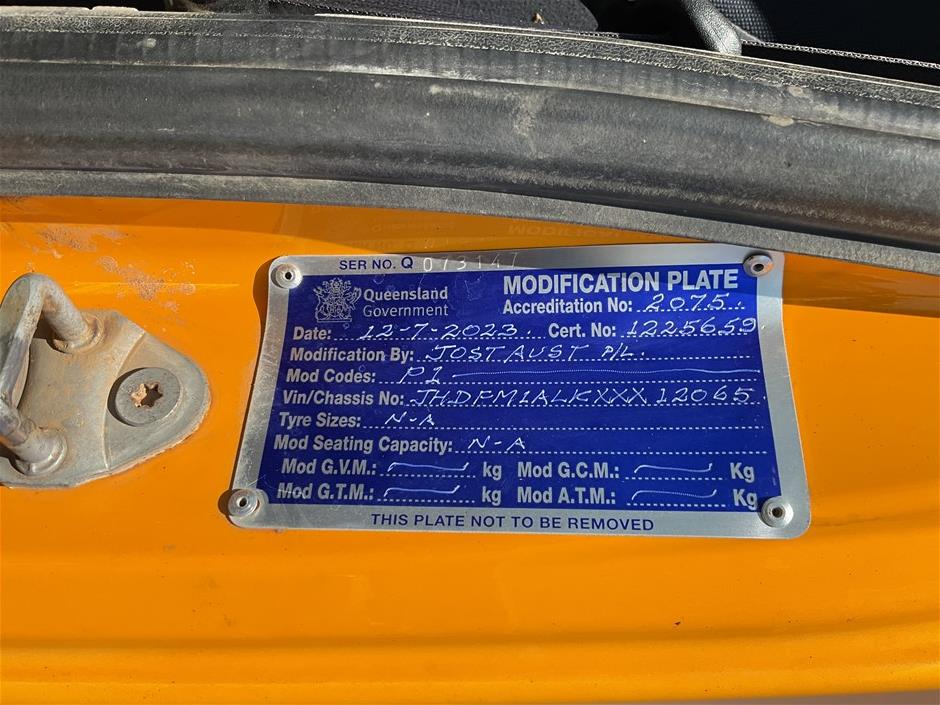 SER NO. Q 073147
Queensland Government
MODIFICATION PLATE
Accreditation No: 2075
Date: 12-7-2023 Cert. No: 1225659
Modification By: JOST AUST P/L.
Mod Codes: P1
Vin/Chassis No: JHDFM1ALKXXX12065
Tyre Sizes: N-A
Mod Seating Capacity: N-A
Mod G.V.M.: kg Mod G.C.M.: Kg
Mod G.T.M.: kg Mod A.T.M.: Kg
THIS PLATE NOT TO BE REMOVED